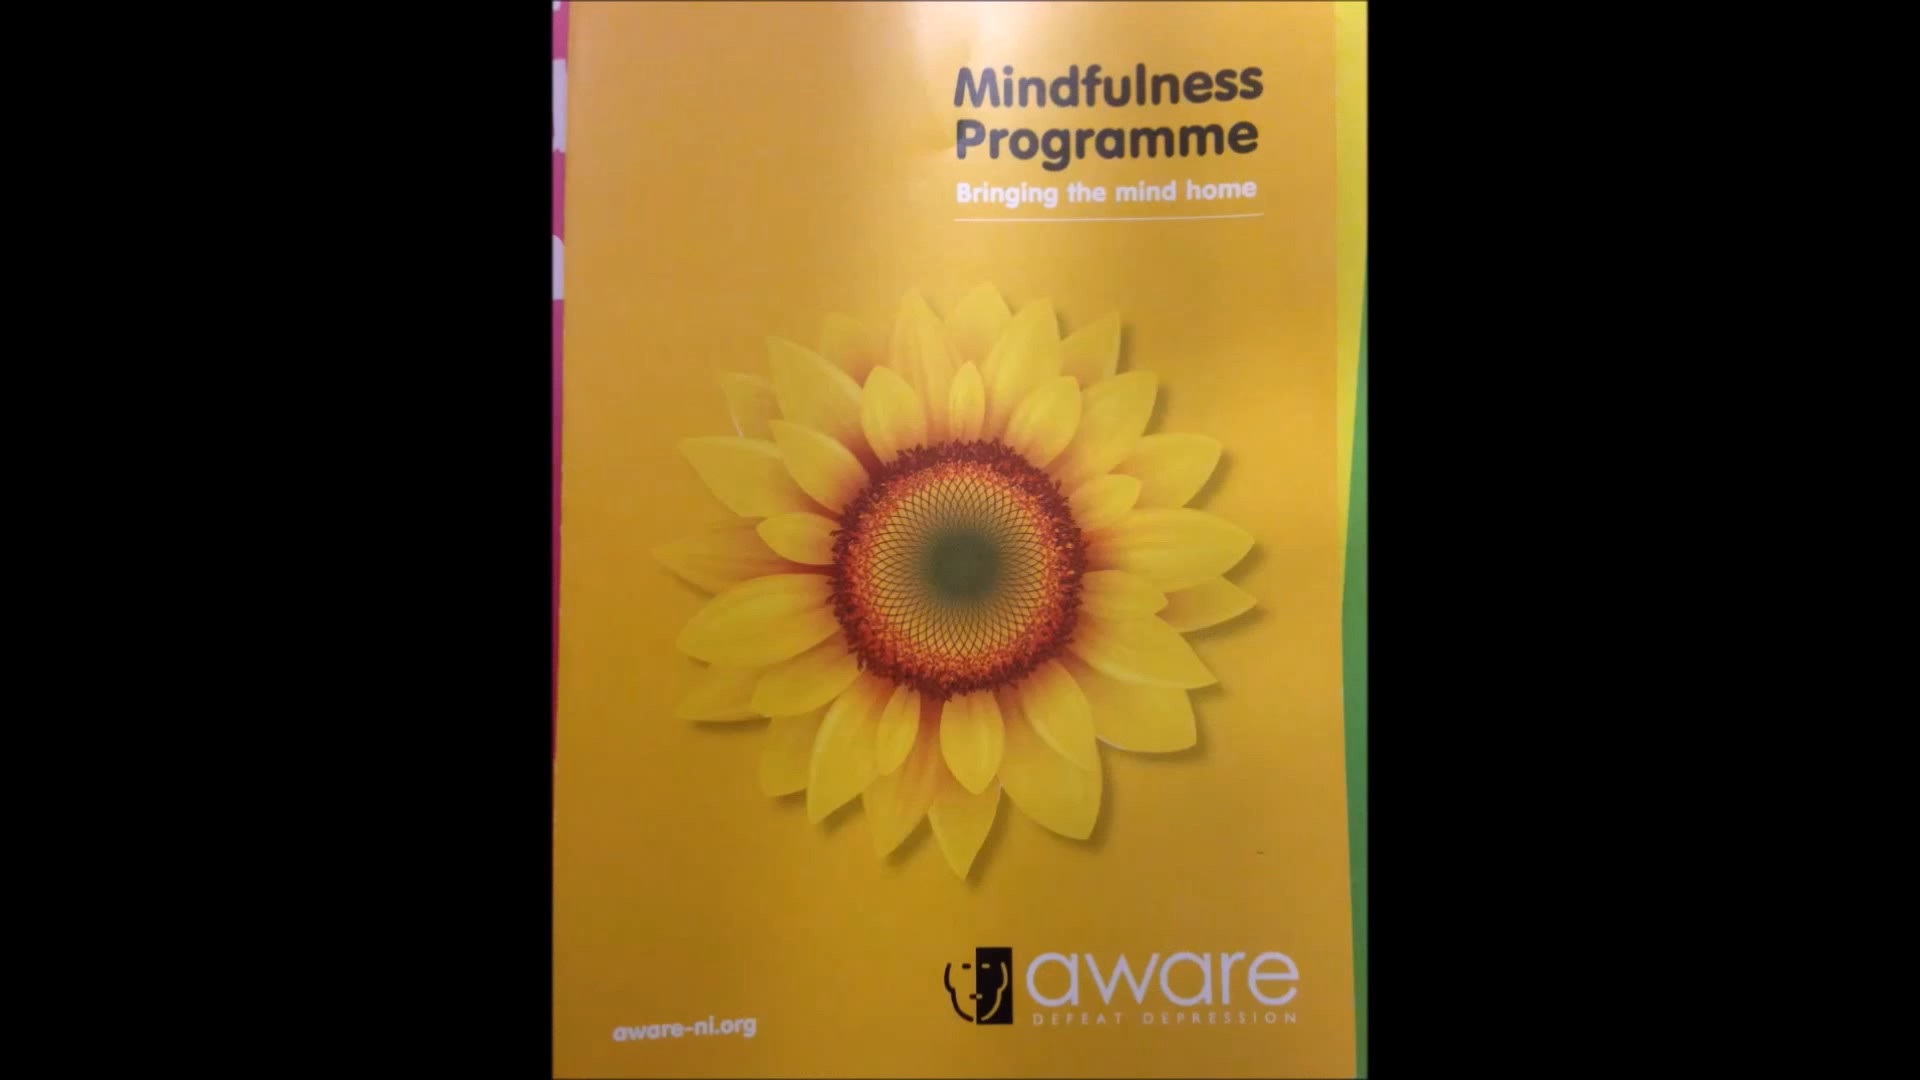 Mindfulness
Programme
Bringing the mind home
aware
DEFEAT DEPRESSION
aware-ni.org